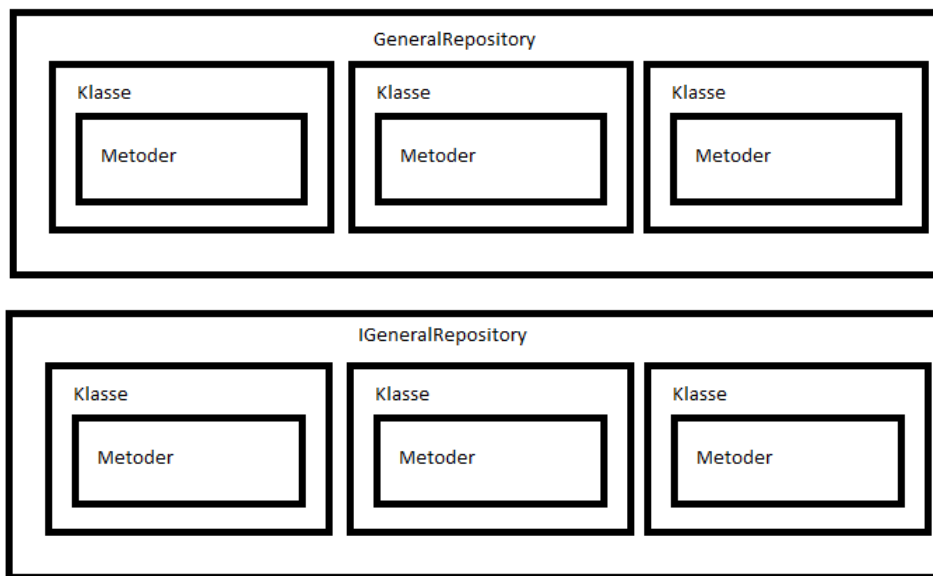 GeneralRepository
Klasse
Klasse
Klasse
Metoder
Metoder
Metoder
IGeneralRepository
Klasse
Klasse
Klasse
Metoder
Metoder
Metoder